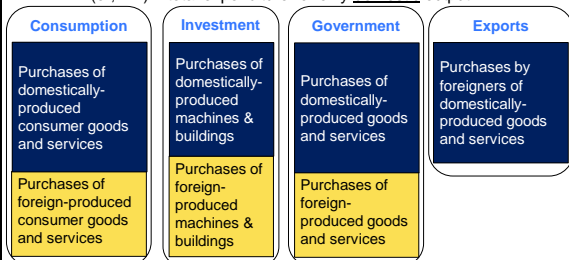 Consumption
Purchases of
domestically-
produced
consumer goods
and services
Purchases of
foreign-produced
consumer goods
and services
Investment
Purchases of
domestically-
produced
machines &
buildings
Purchases of
foreign-
produced
machines &
buildings
Government
Purchases of
domestically-
produced goods
and services
Purchases of
foreign-
produced goods
and services
Exports
Purchases by
foreigners of
domestically-
produced goods
and services